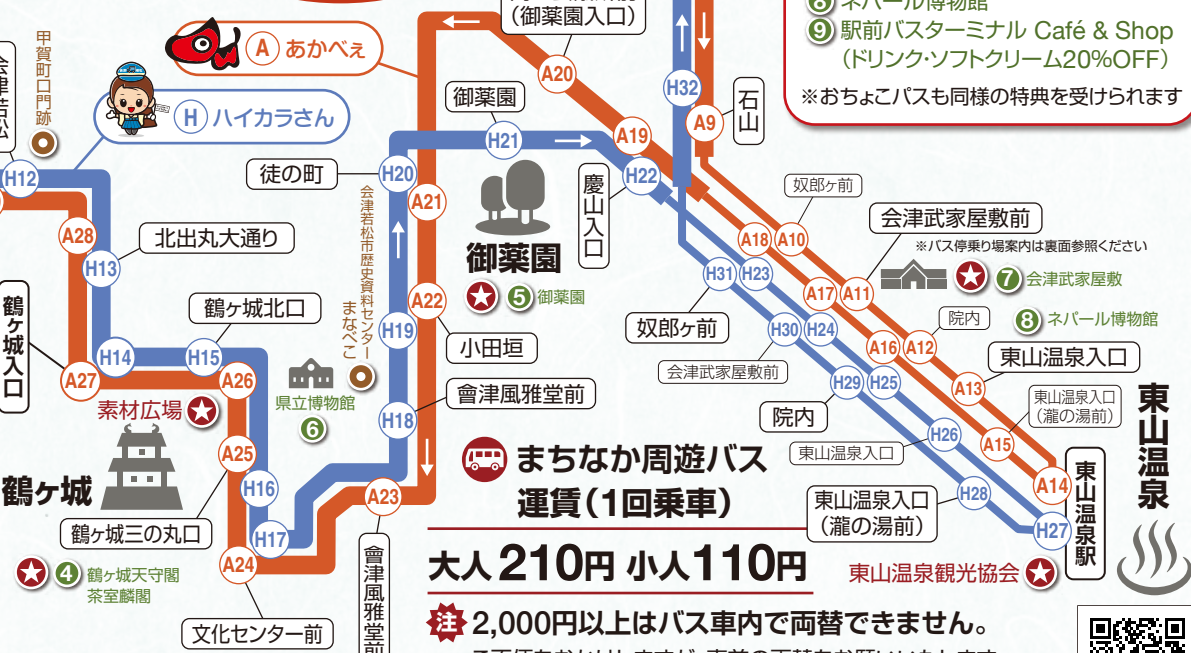 (御薬園入口)
⑧ネパール博物館
⑨駅前バスターミナル Café & Shop
(ドリンク・ソフトクリーム20%OFF)
※おちょこパスも同様の特典を受けられます
甲賀町口門跡
Aあかべぇ
Hハイカラさん
A20
御薬園
H32
A9
石山
H12
徒の町
H20
H21
A19
H22
慶山入口
奴郎ヶ前
会津武家屋敷前
※バス停乗り場案内は裏面参照ください
A28
北出丸大通り
H13
A21
会津若松市歴史資料センター
まなべこ
御薬園
⑤御薬園
A18
A10
H31
H23
⑦会津武家屋敷
A17
A11
鶴ヶ城入口
鶴ヶ城北口
A22
H19
小田垣
奴郎ヶ前
H30
H24
院内
⑧ネパール博物館
A16
A12
東山温泉入口
H14
H15
会津武家屋敷前
A27
A26
素材広場
県立博物館
⑥
會津風雅堂前
H18
H29
H25
院内
A13
東山温泉入口
(瀧の湯前)
東山温泉
H26
A15
東山温泉入口
A25
鶴ヶ城
H16
まちなか周遊バス
運賃(1回乗車)
A23
A14
東山温泉駅
東山温泉入口
(瀧の湯前)
H28
H27
鶴ヶ城三の丸口
H17
A24
④鶴ヶ城天守閣
茶室麟閣
會津風雅堂前
大人210円 小人110円
東山温泉観光協会
文化センター前
注 2,000円以上はバス車内で両替できません。